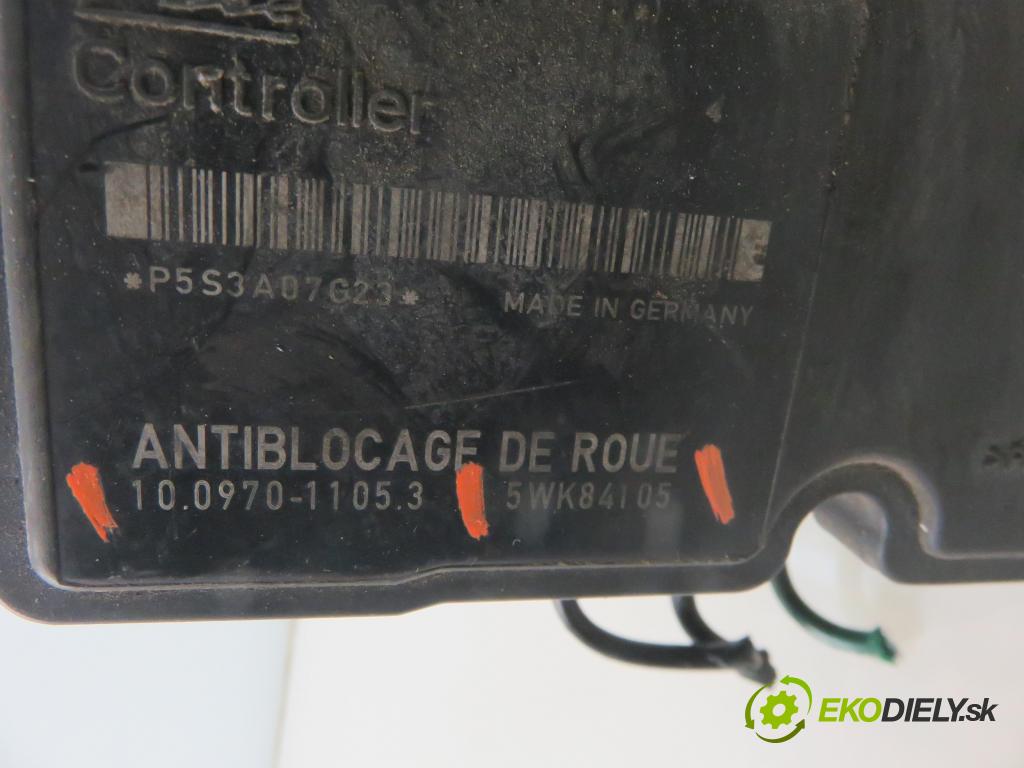 Controller
*P5S3A07G23*
MADE IN GERMANY
ANTIBLOCAGE DE ROUE
10.0970-1105.3 5WK84105
EKODIELY.sk